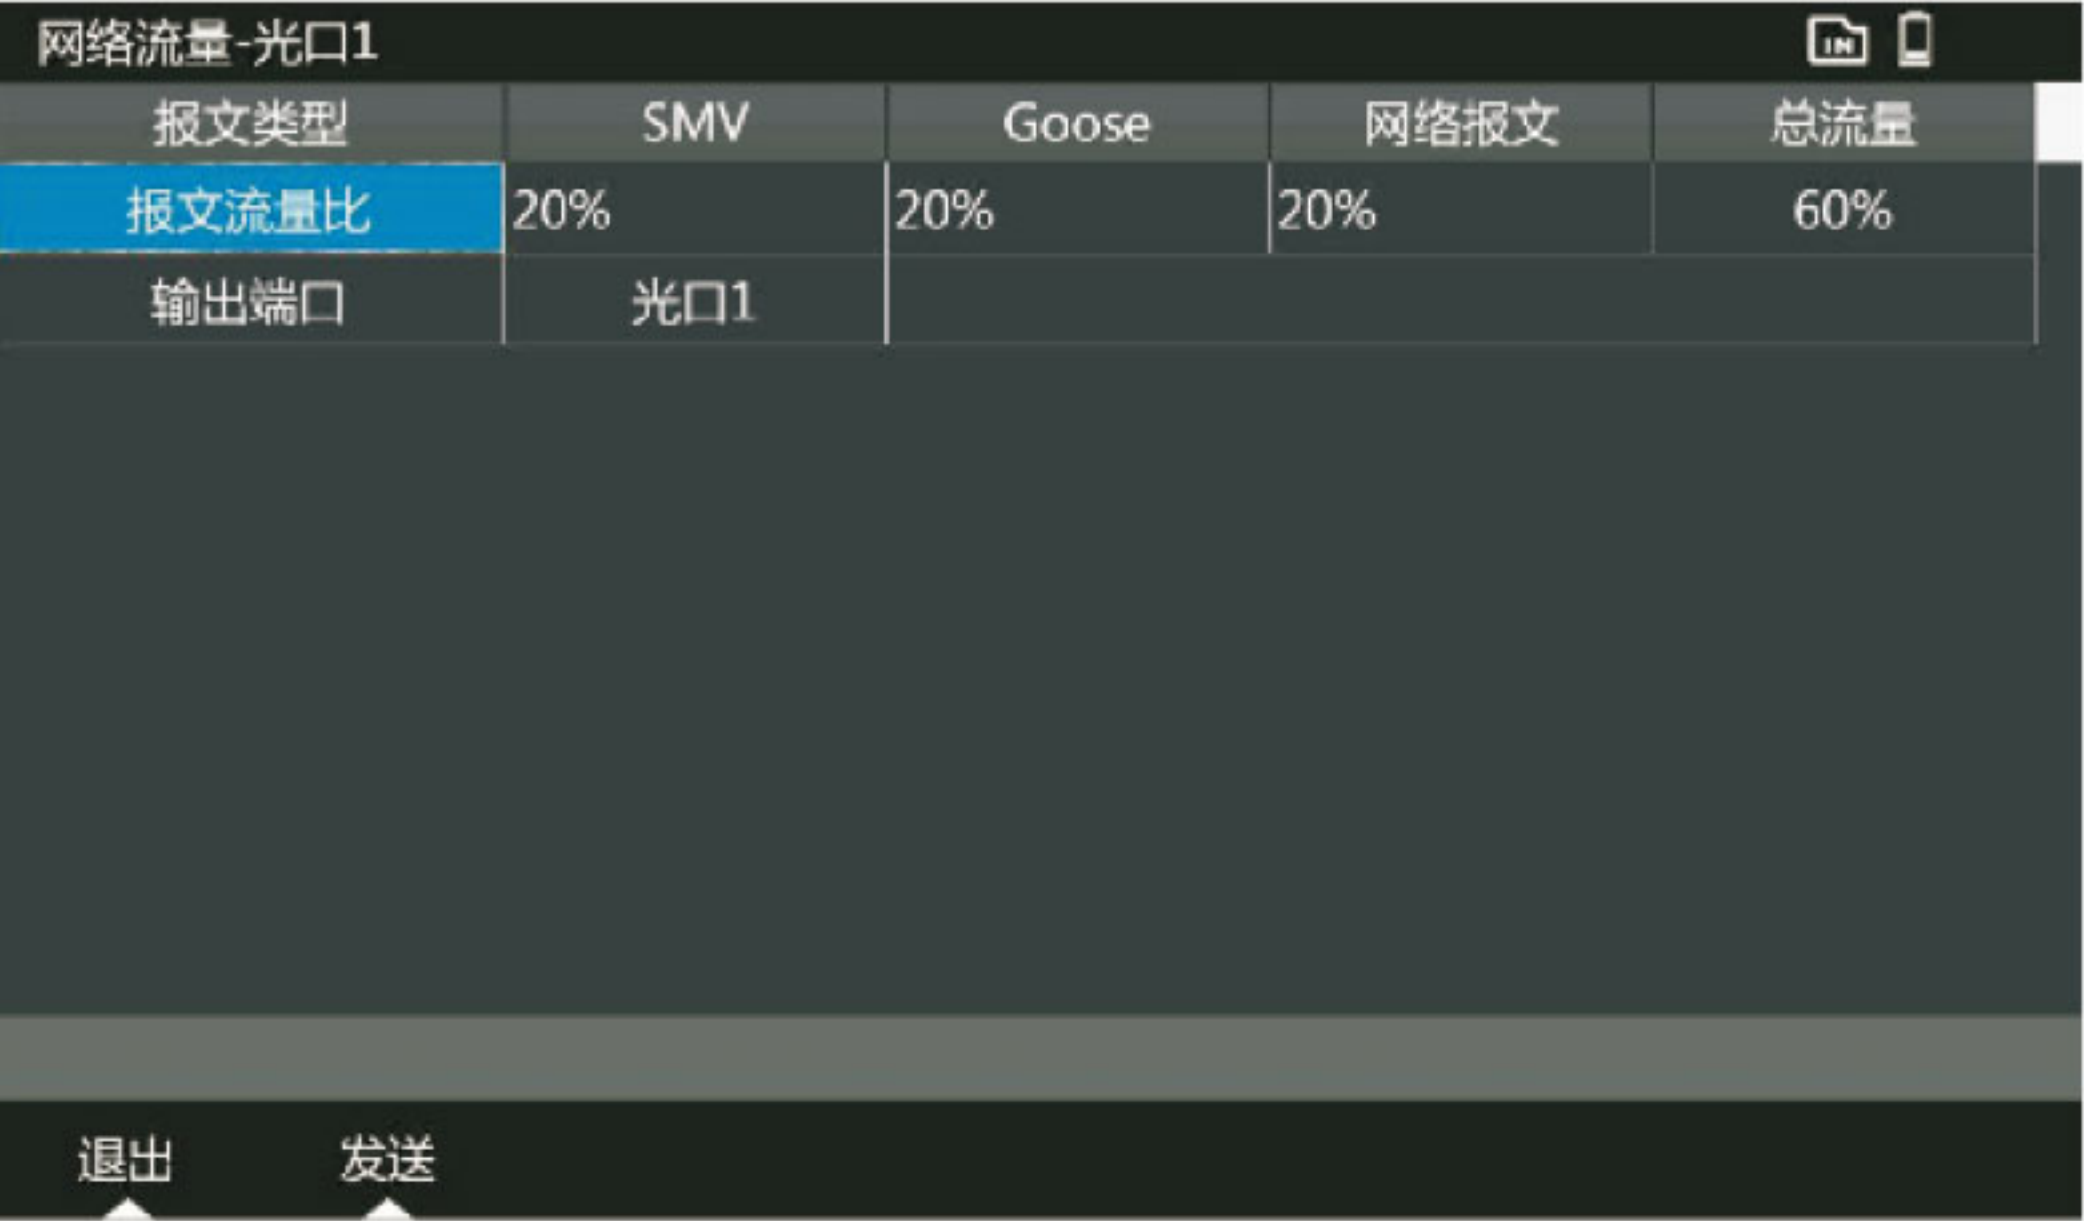 网络流量-光口1
IN
报文类型 SMV Goose 网络报文 总流量
报文流量比 20% 20% 20% 60%
输出端口 光口1
退出 发送